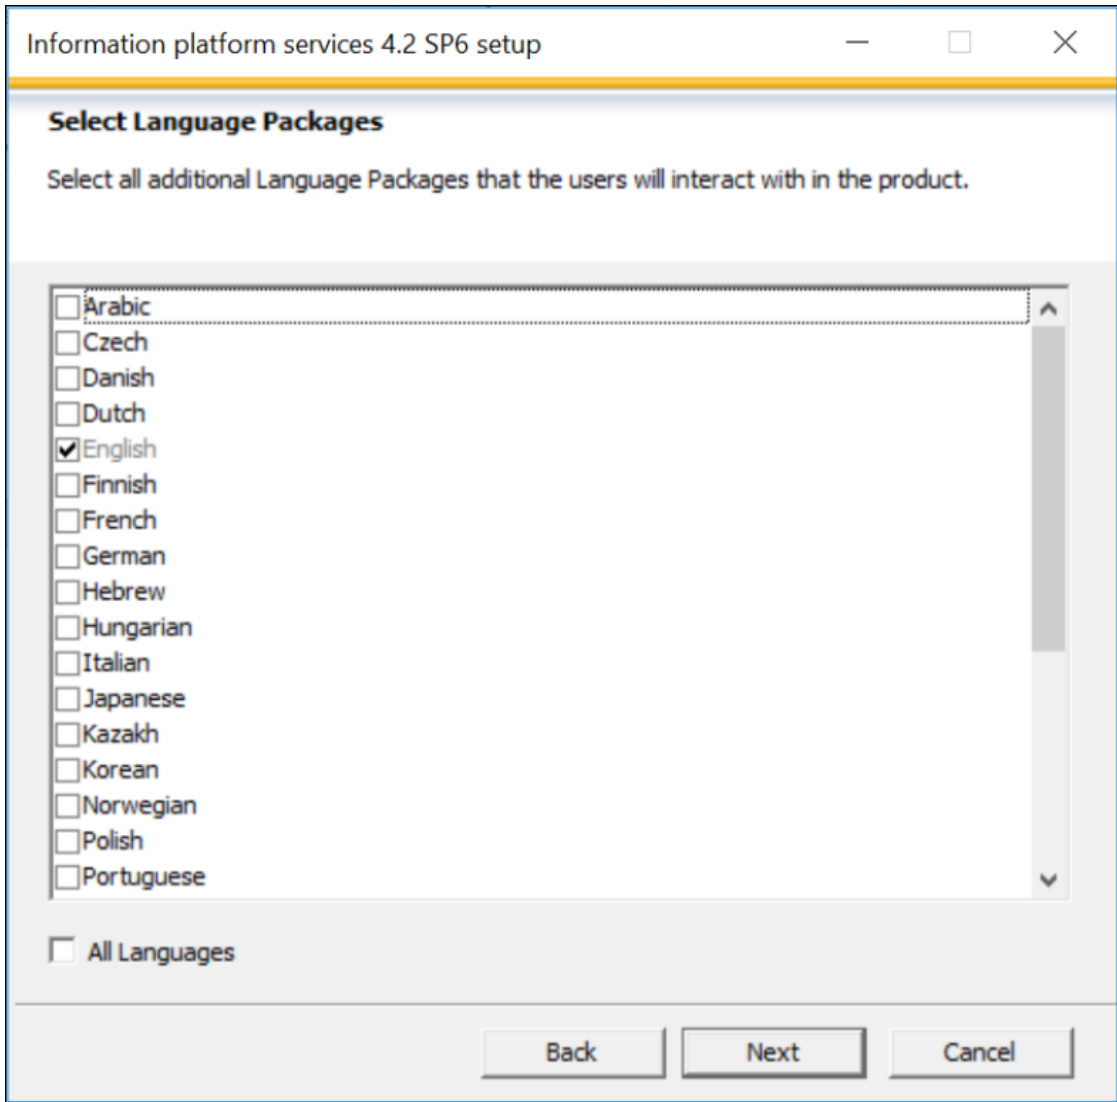 Information platform services 4.2 SP6 setup
Select Language Packages
Select all additional Language Packages that the users will interact with in the product.
Arabic
Czech
Danish
Dutch
English
Finnish
French
German
Hebrew
Hungarian
Italian
Japanese
Kazakh
Korean
Norwegian
Polish
Portuguese
All Languages
Back Next Cancel